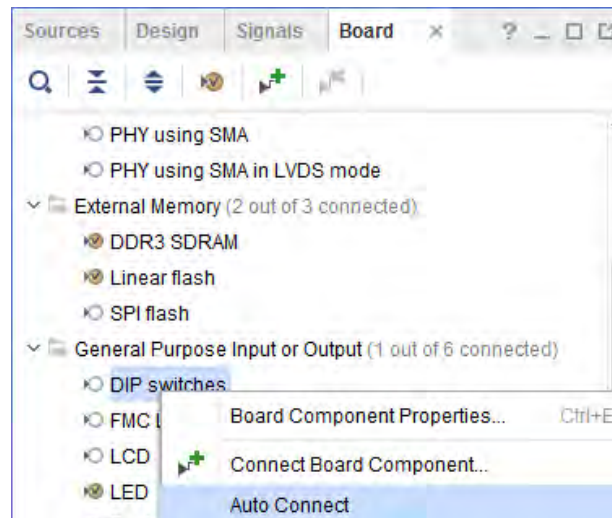 Sources Design Signals Board × ?
PHY using SMA
PHY using SMA in LVDS mode
External Memory (2 out of 3 connected)
DDR3 SDRAM
Linear flash
SPI flash
General Purpose Input or Output (1 out of 6 connected)
DIP switches
FMC L
LCD
LED
Board Component Properties... Ctrl+E
Connect Board Component...
Auto Connect